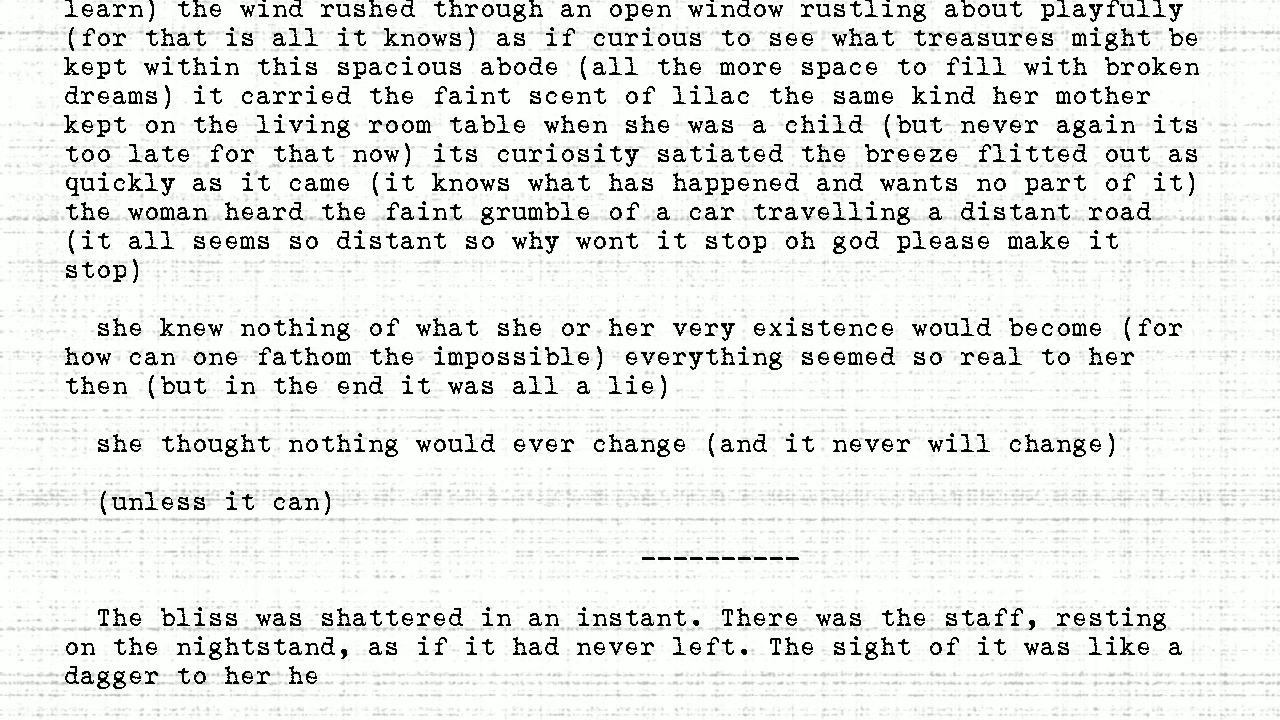 learn) the wind rushed through an open window rustling about playfully
(for that is all it knows) as if curious to see what treasures might be
kept within this spacious abode (all the more space to fill with broken
dreams) it carried the faint scent of lilac the same kind her mother
kept on the living room table when she was a child (but never again its
too late for that now) its curiosity satiated the breeze flitted out as
quickly as it came (it knows what has happened and wants no part of it)
the woman heard the faint grumble of a car travelling a distant road
(it all seems so distant so why wont it stop oh god please make it
stop)
she knew nothing of what she or her very existence would become (for
how can one fathom the impossible) everything seemed so real to her
then (but in the end it was all a lie)
she thought nothing would ever change (and it never will change)
(unless it can)
----------
The bliss was shattered in an instant. There was the staff, resting
on the nightstand, as if it had never left. The sight of it was like a
dagger to her he